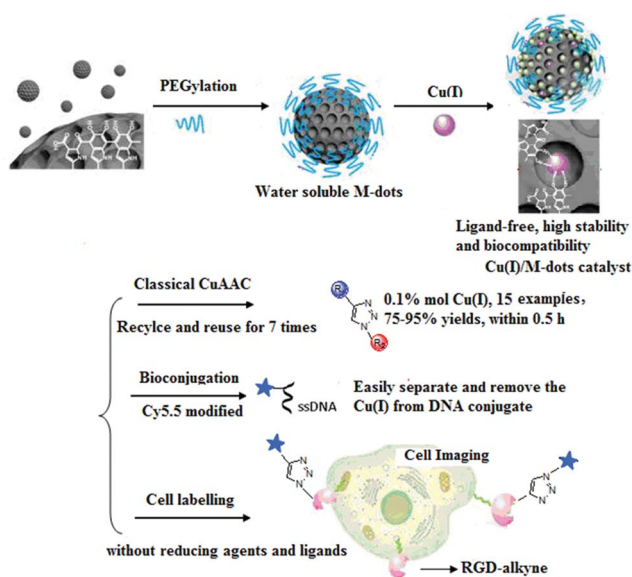 PEGylation
Cu(I)
Water soluble M-dots
Ligand-free, high stability
and biocompatibility
Cu(I)/M-dots catalyst
Classical CuAAC
Recylce and reuse for 7 times
R₁
N
N
N
R₂
0.1% mol Cu(I), 15 examples,
75-95% yields, within 0.5 h
Bioconjugation
Cy5.5 modified
ssDNA
Easily separate and remove the
Cu(I) from DNA conjugate
Cell Imaging
N
N
N
N
N
N
Cell labelling
without reducing agents and ligands
RGD-alkyne